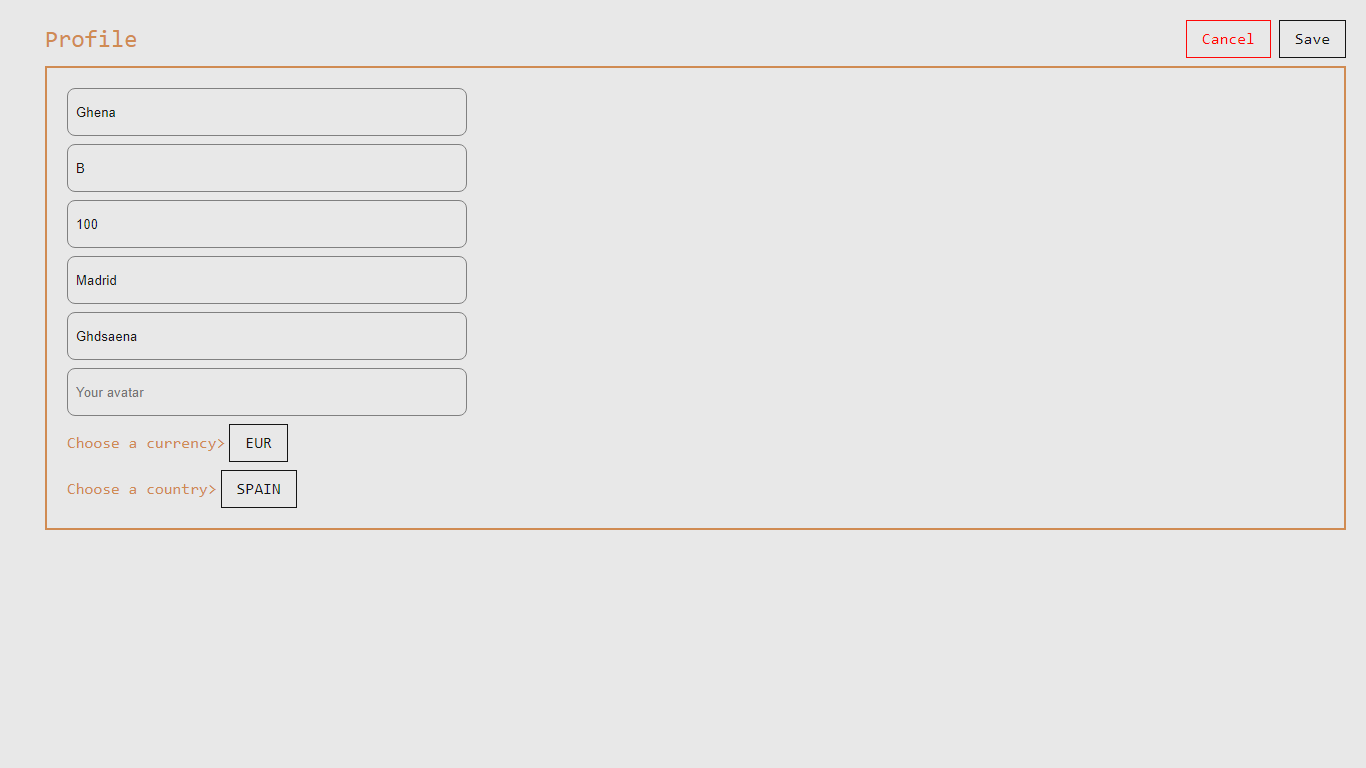 Profile
Cancel Save
Ghena
B
100
Madrid
Ghdsaena
Your avatar
Choose a currency> EUR
Choose a country> SPAIN